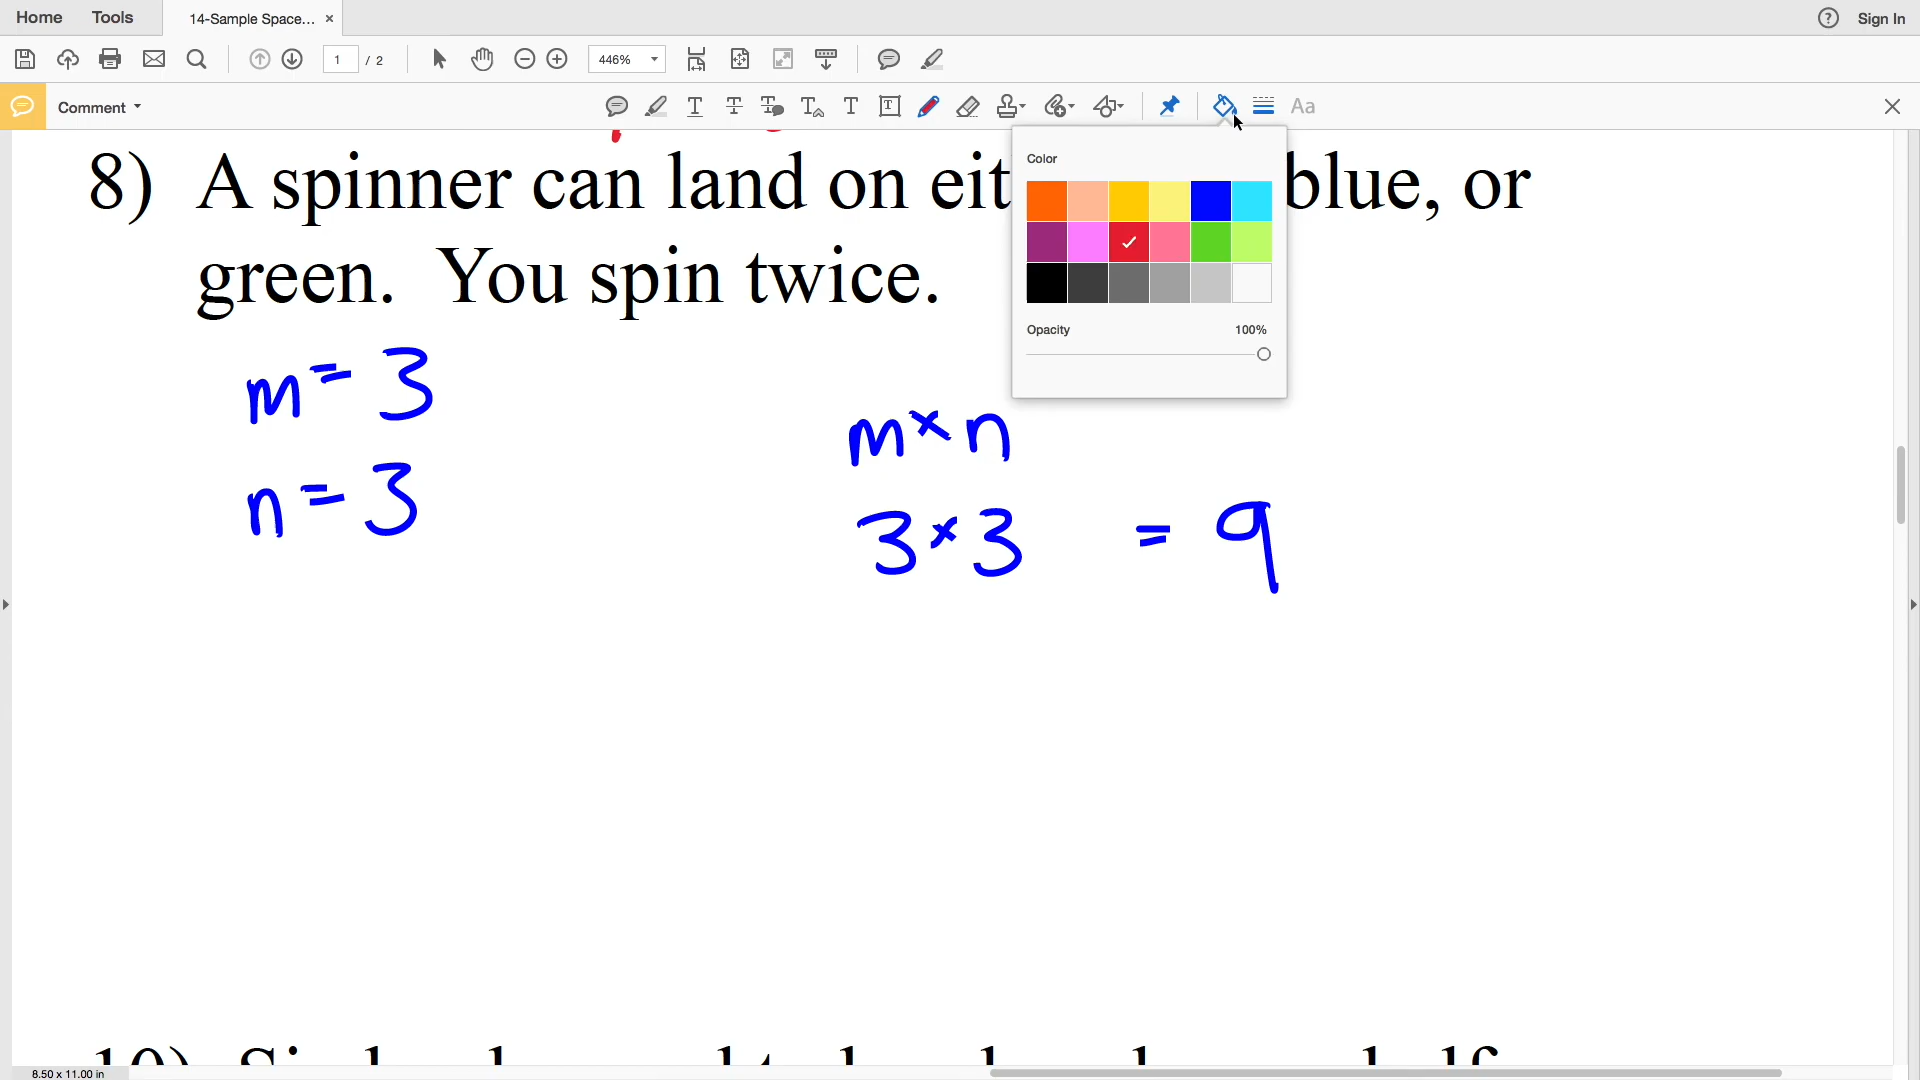 Home Tools 14-Sample Space... × Sign In
1 / 2 446%
Comment Aa
8) A spinner can land on eit blue, or
green. You spin twice.
Color
Opacity 100%
m = 3
m × n
n = 3
3 × 3 = 9
8.50 x 11.00 in